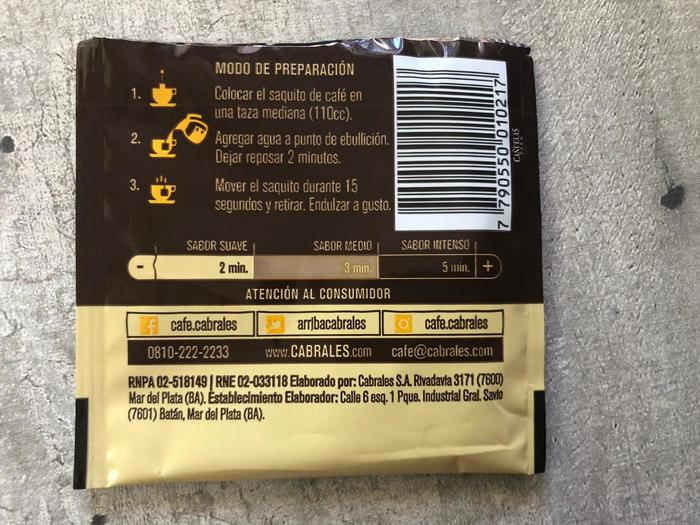 MODO DE PREPARACIÓN
1. Colocar el saquito de café en
una taza mediana (110cc).
2. Agregar agua a punto de ebullición.
Dejar reposar 2 minutos.
3. Mover el saquito durante 15
segundos y retirar. Endulzar a gusto.
7 790550 010217
CAÑUELAS
PACK
SABOR SUAVE | SABOR MEDIO | SABOR INTENSO |
- 2 min. 3 min. 5 min. +
ATENCIÓN AL CONSUMIDOR
cafe.cabrales arrjbacabrales cafe.cabrales
0810-222-2233 www.CABRALES.com cafe@cabrales.com
RNPA 02-518149 | RNE 02-033118 Elaborado por: Cabrales S.A. Rivadavia 3171 (7600)
Mar del Plata (BA). Establecimiento Elaborador: Calle 6 esq. 1 Pque. Industrial Gral. Savio
(7601) Batán, Mar del Plata (BA).